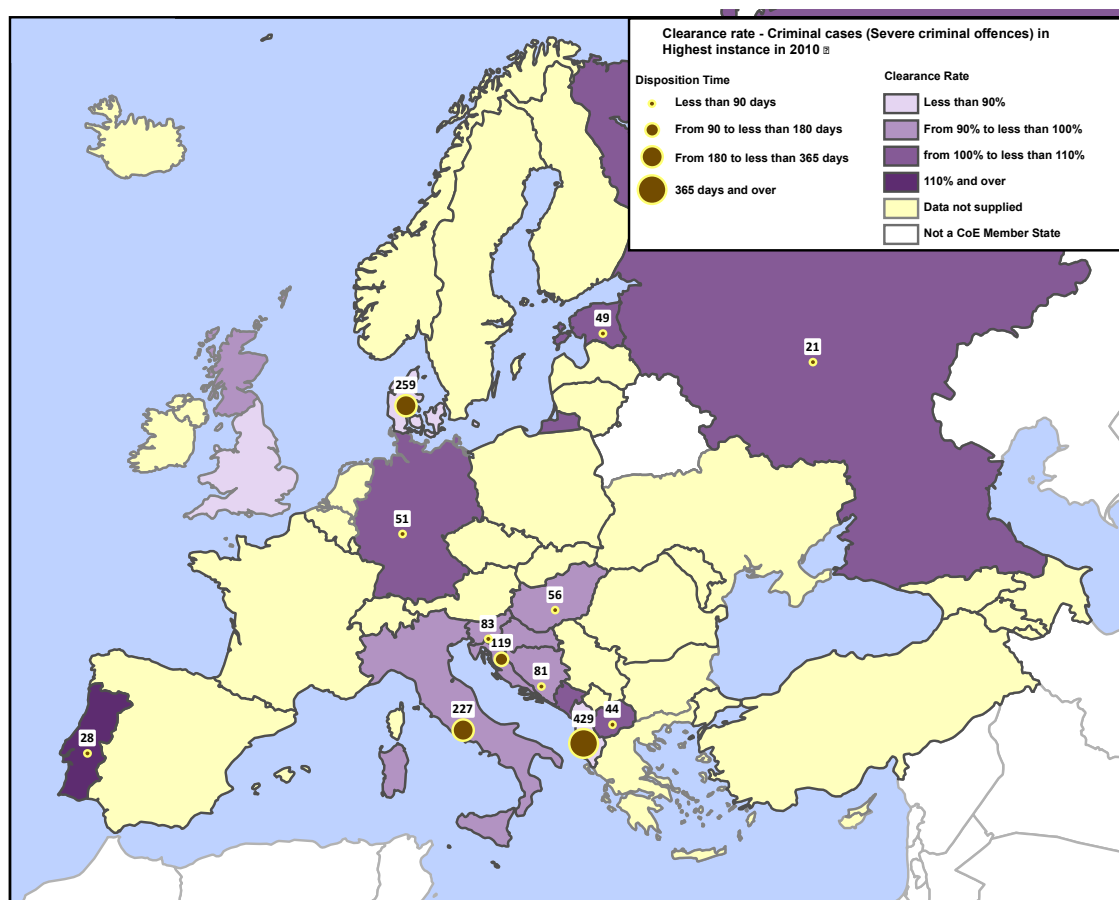 Clearance rate - Criminal cases (Severe criminal offences) in
Highest instance in 2010
Disposition Time
Less than 90 days
From 90 to less than 180 days
From 180 to less than 365 days
365 days and over
Clearance Rate
Less than 90%
From 90% to less than 100%
from 100% to less than 110%
110% and over
Data not supplied
Not a CoE Member State
49
21
259
51
56
83
119
81
227
429
44
28